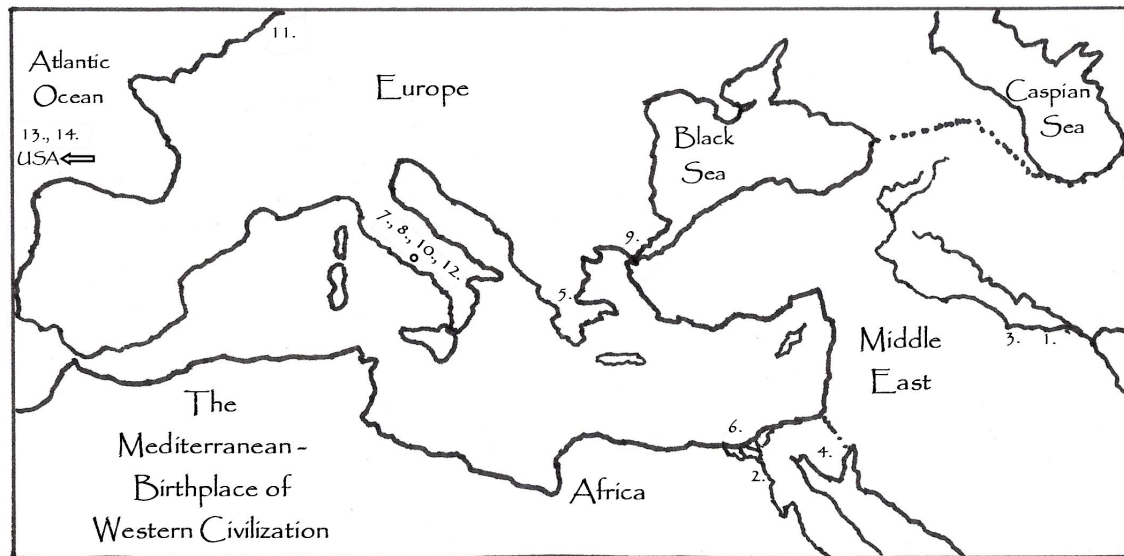 11.
Atlantic
Ocean
Europe
Caspian
Sea
13., 14.
USA
Black
Sea
7., 8., 10., 12.
9.
5.
3. 1.
Middle
East
The
Mediterranean -
Birthplace of
Western Civilization
6.
4.
2.
Africa